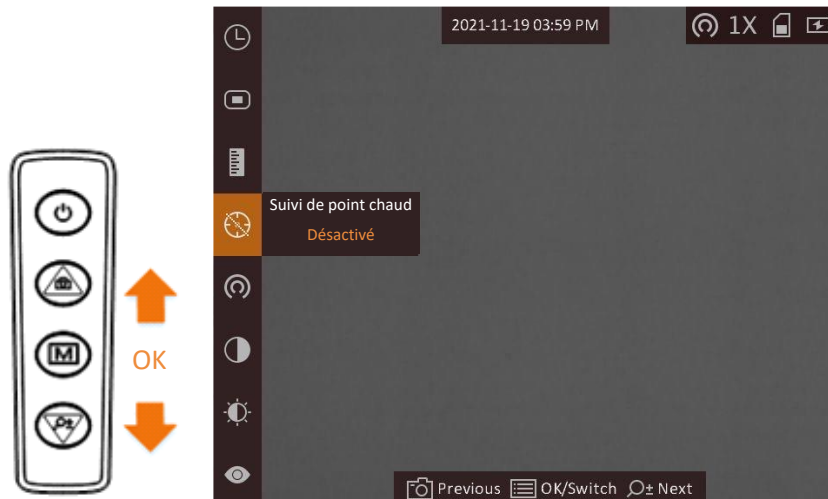 2021-11-19 03:59 PM
1X
Suivi de point chaud
Désactivé
M
OK
Previous OK/Switch ± Next